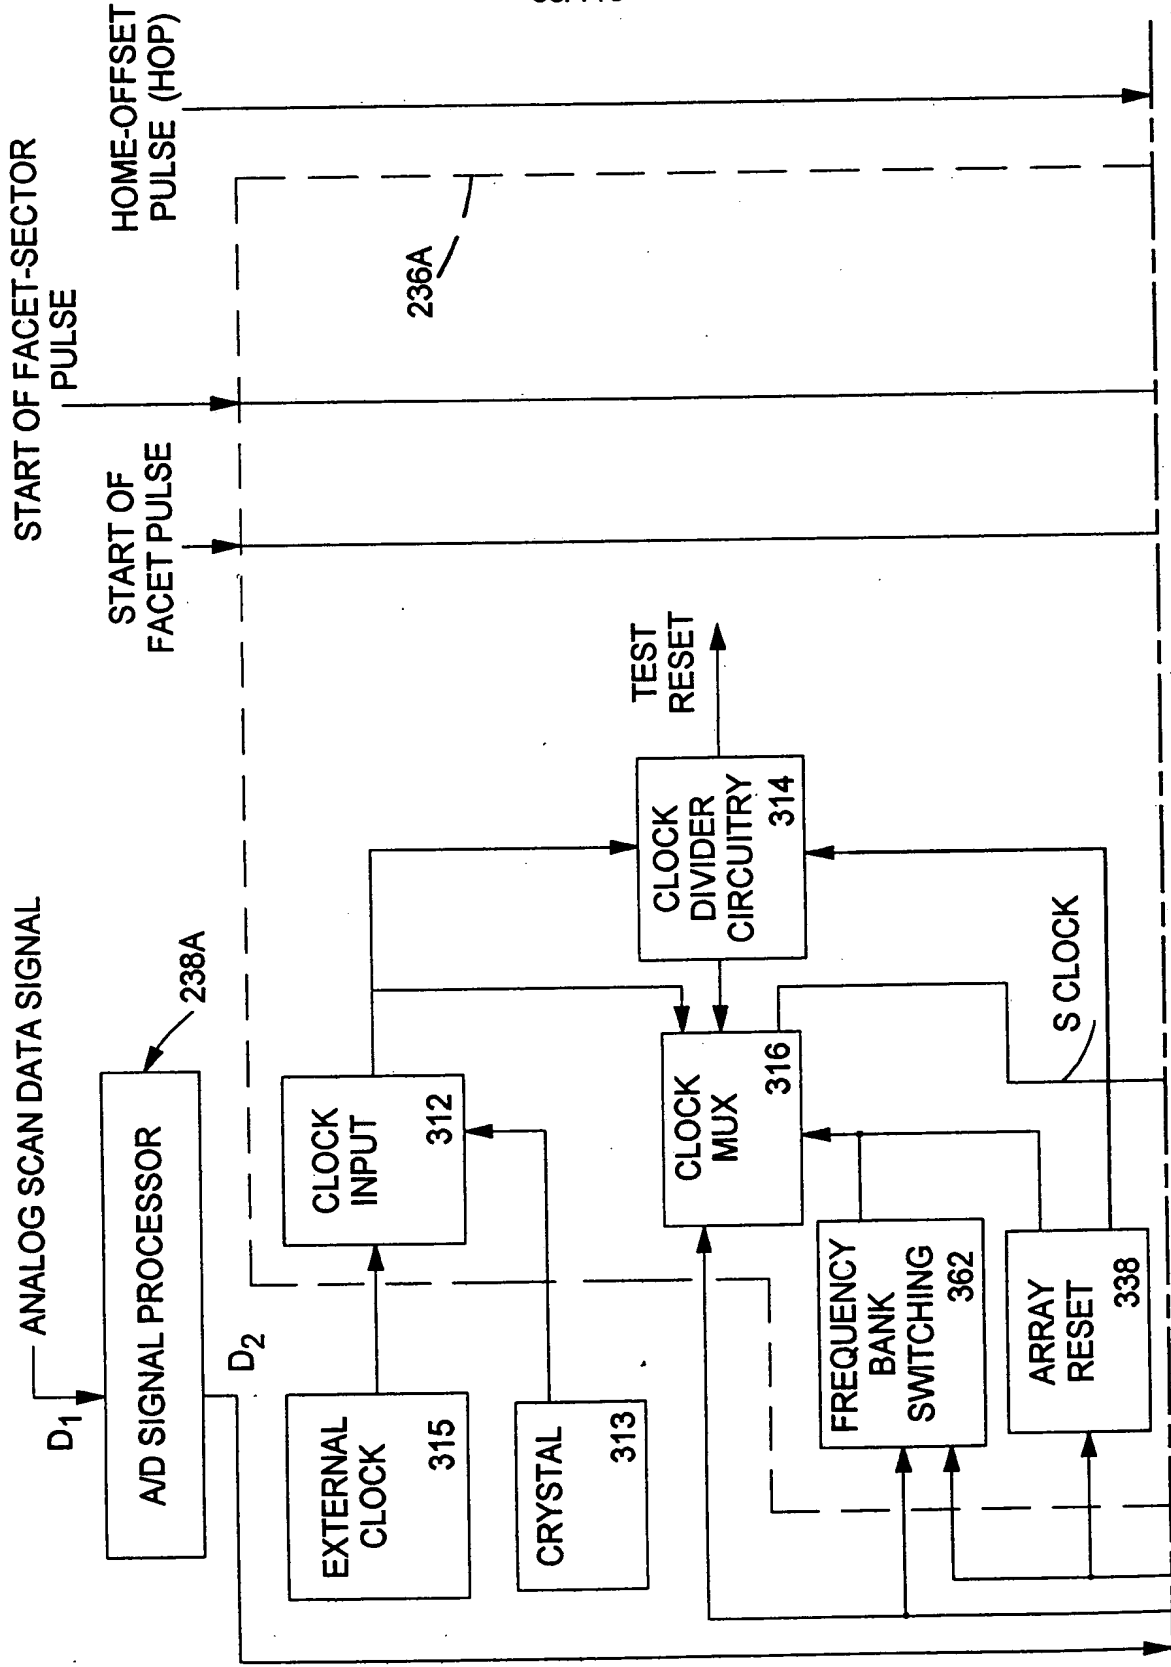 ANALOG SCAN DATA SIGNAL
D1
A/D SIGNAL PROCESSOR
238A
D2
START OF
FACET PULSE
START OF FACET-SECTOR
PULSE
HOME-OFFSET
PULSE (HOP)
236A
EXTERNAL
CLOCK
315
CRYSTAL
313
CLOCK
INPUT
312
CLOCK
DIVIDER
CIRCUITRY
314
TEST
RESET
CLOCK
MUX
316
FREQUENCY
BANK
SWITCHING
362
ARRAY
RESET
338
S CLOCK